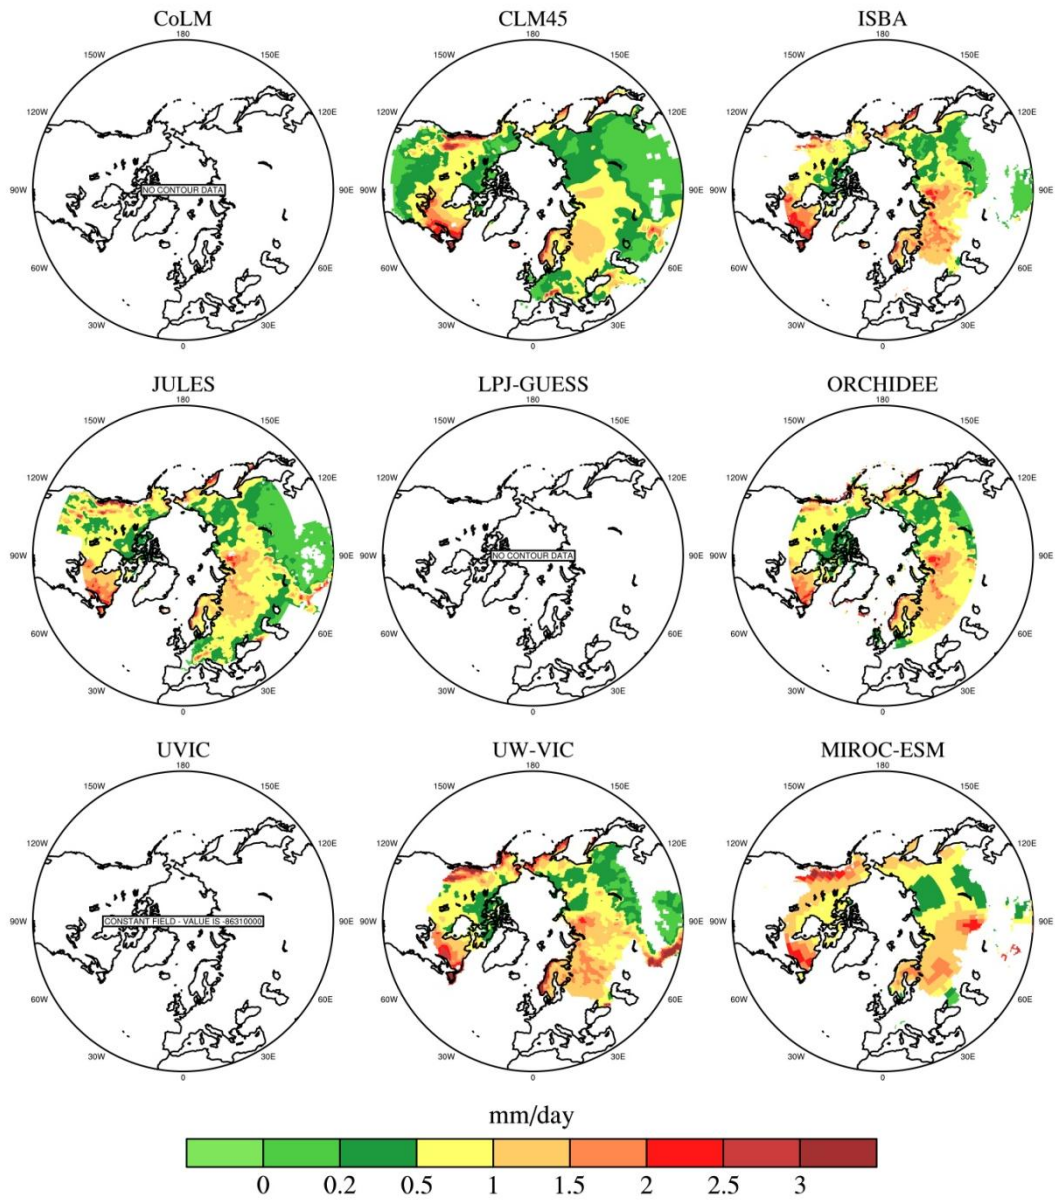 CoLM
180
150W
150E
120W
120E
90W
NO CONTOUR DATA
90E
60W
60E
30W
30E
0
CLM45
180
150W
150E
120W
120E
90W
90E
60W
60E
30W
30E
0
ISBA
180
150W
150E
120W
120E
90W
90E
60W
60E
30W
30E
0
JULES
180
150W
150E
120W
120E
90W
90E
60W
60E
30W
30E
0
LPJ-GUESS
180
150W
150E
120W
120E
90W
NO CONTOUR DATA
90E
60W
60E
30W
30E
0
ORCHIDEE
180
150W
150E
120W
120E
90W
90E
60W
60E
30W
30E
0
UVIC
180
150W
150E
120W
120E
90W
CONSTANT FIELD - VALUE IS -86310000
90E
60W
60E
30W
30E
0
UW-VIC
180
150W
150E
120W
120E
90W
90E
60W
60E
30W
30E
0
MIROC-ESM
180
150W
150E
120W
120E
90W
90E
60W
60E
30W
30E
0
mm/day
0 0.2 0.5 1 1.5 2 2.5 3